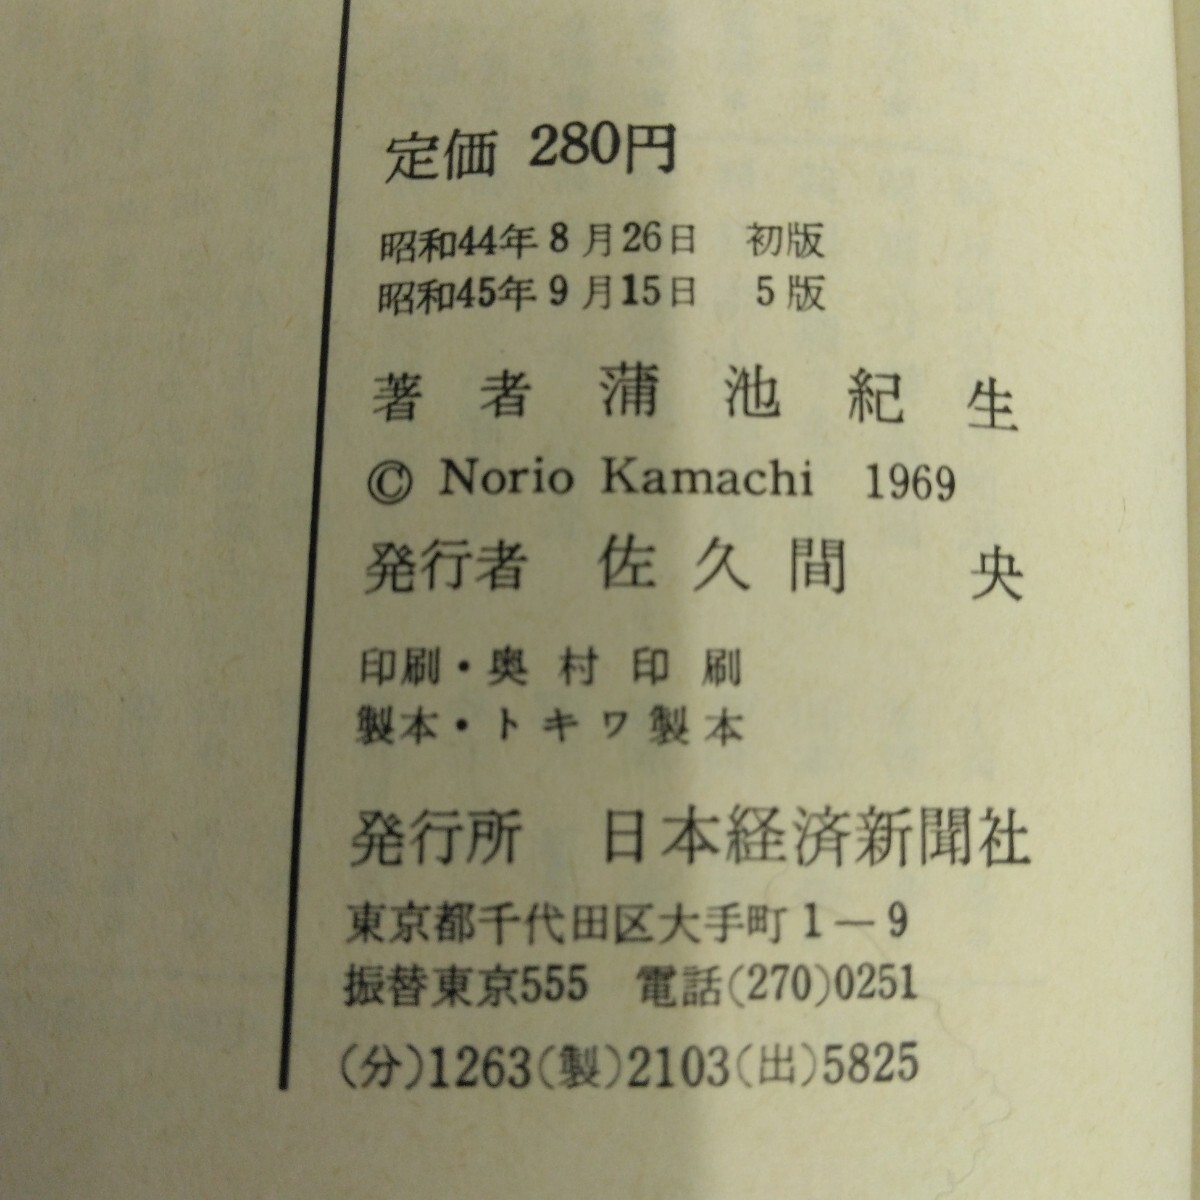 定価 280円
昭和44年8月26日 初版
昭和45年9月15日 5版
著者 蒲池紀生
© Norio Kamachi 1969
発行者 佐久間 央
印刷・奥村印刷
製本・トキワ製本
発行所 日本経済新聞社
東京都千代田区大手町1—9
振替東京555 電話(270)0251
(分)1263(製)2103(出)5825